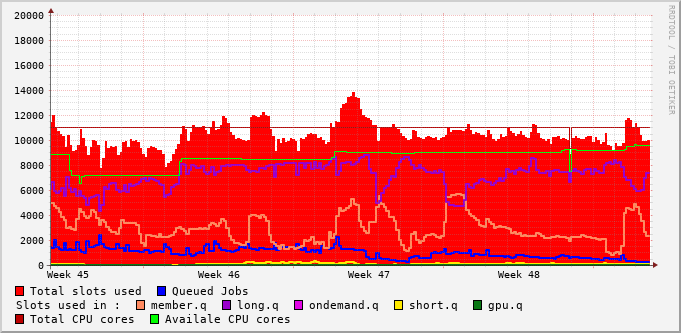 20000
18000
16000
14000
12000
10000
8000
6000
4000
2000
0
Week 45 Week 46 Week 47 Week 48
RRDTOOL / TOBI OETIKER
Total slots used Queued Jobs
Slots used in : member.q long.q ondemand.q short.q gpu.q
Total CPU cores Availale CPU cores